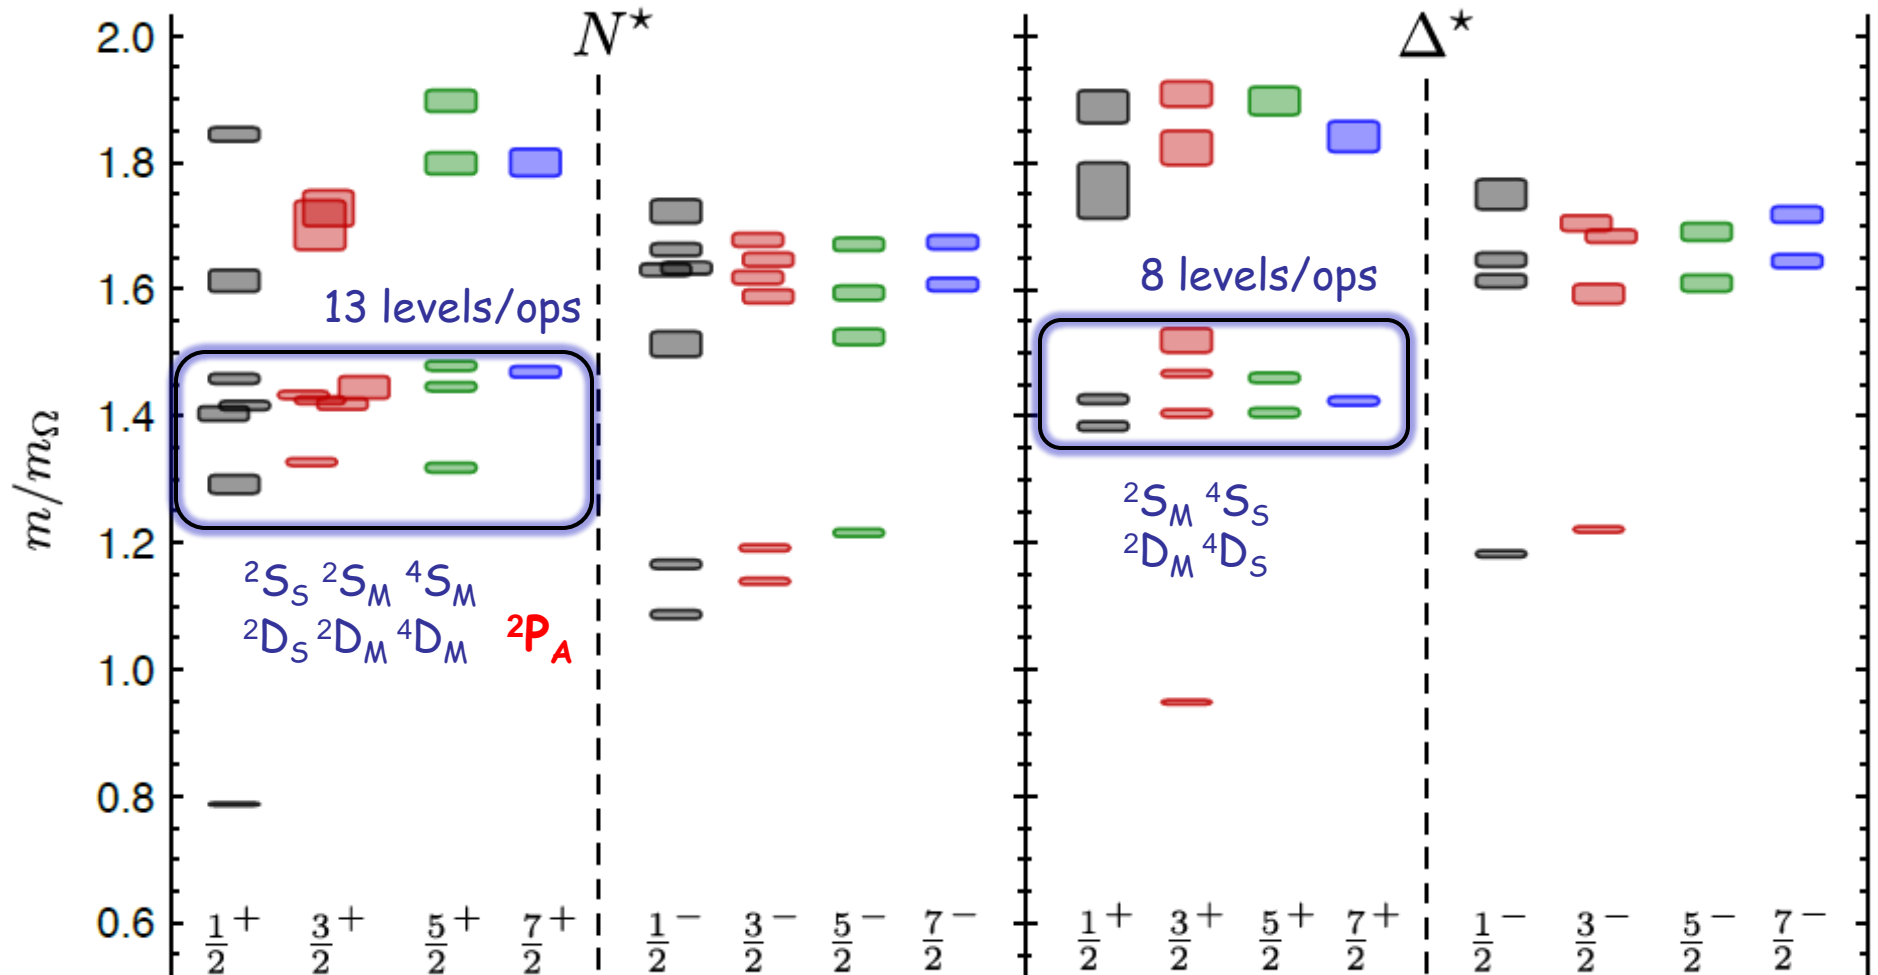 N* Δ*
2.0
1.8
1.6
1.4
1.2
1.0
0.8
0.6
m/mΩ
13 levels/ops
8 levels/ops
²S_S ²S_M ⁴S_M
²D_S ²D_M ⁴D_M ²P_A
²S_M ⁴S_S
²D_M ⁴D_S
1/2⁺ 3/2⁺ 5/2⁺ 7/2⁺ 1/2⁻ 3/2⁻ 5/2⁻ 7/2⁻ 1/2⁺ 3/2⁺ 5/2⁺ 7/2⁺ 1/2⁻ 3/2⁻ 5/2⁻ 7/2⁻